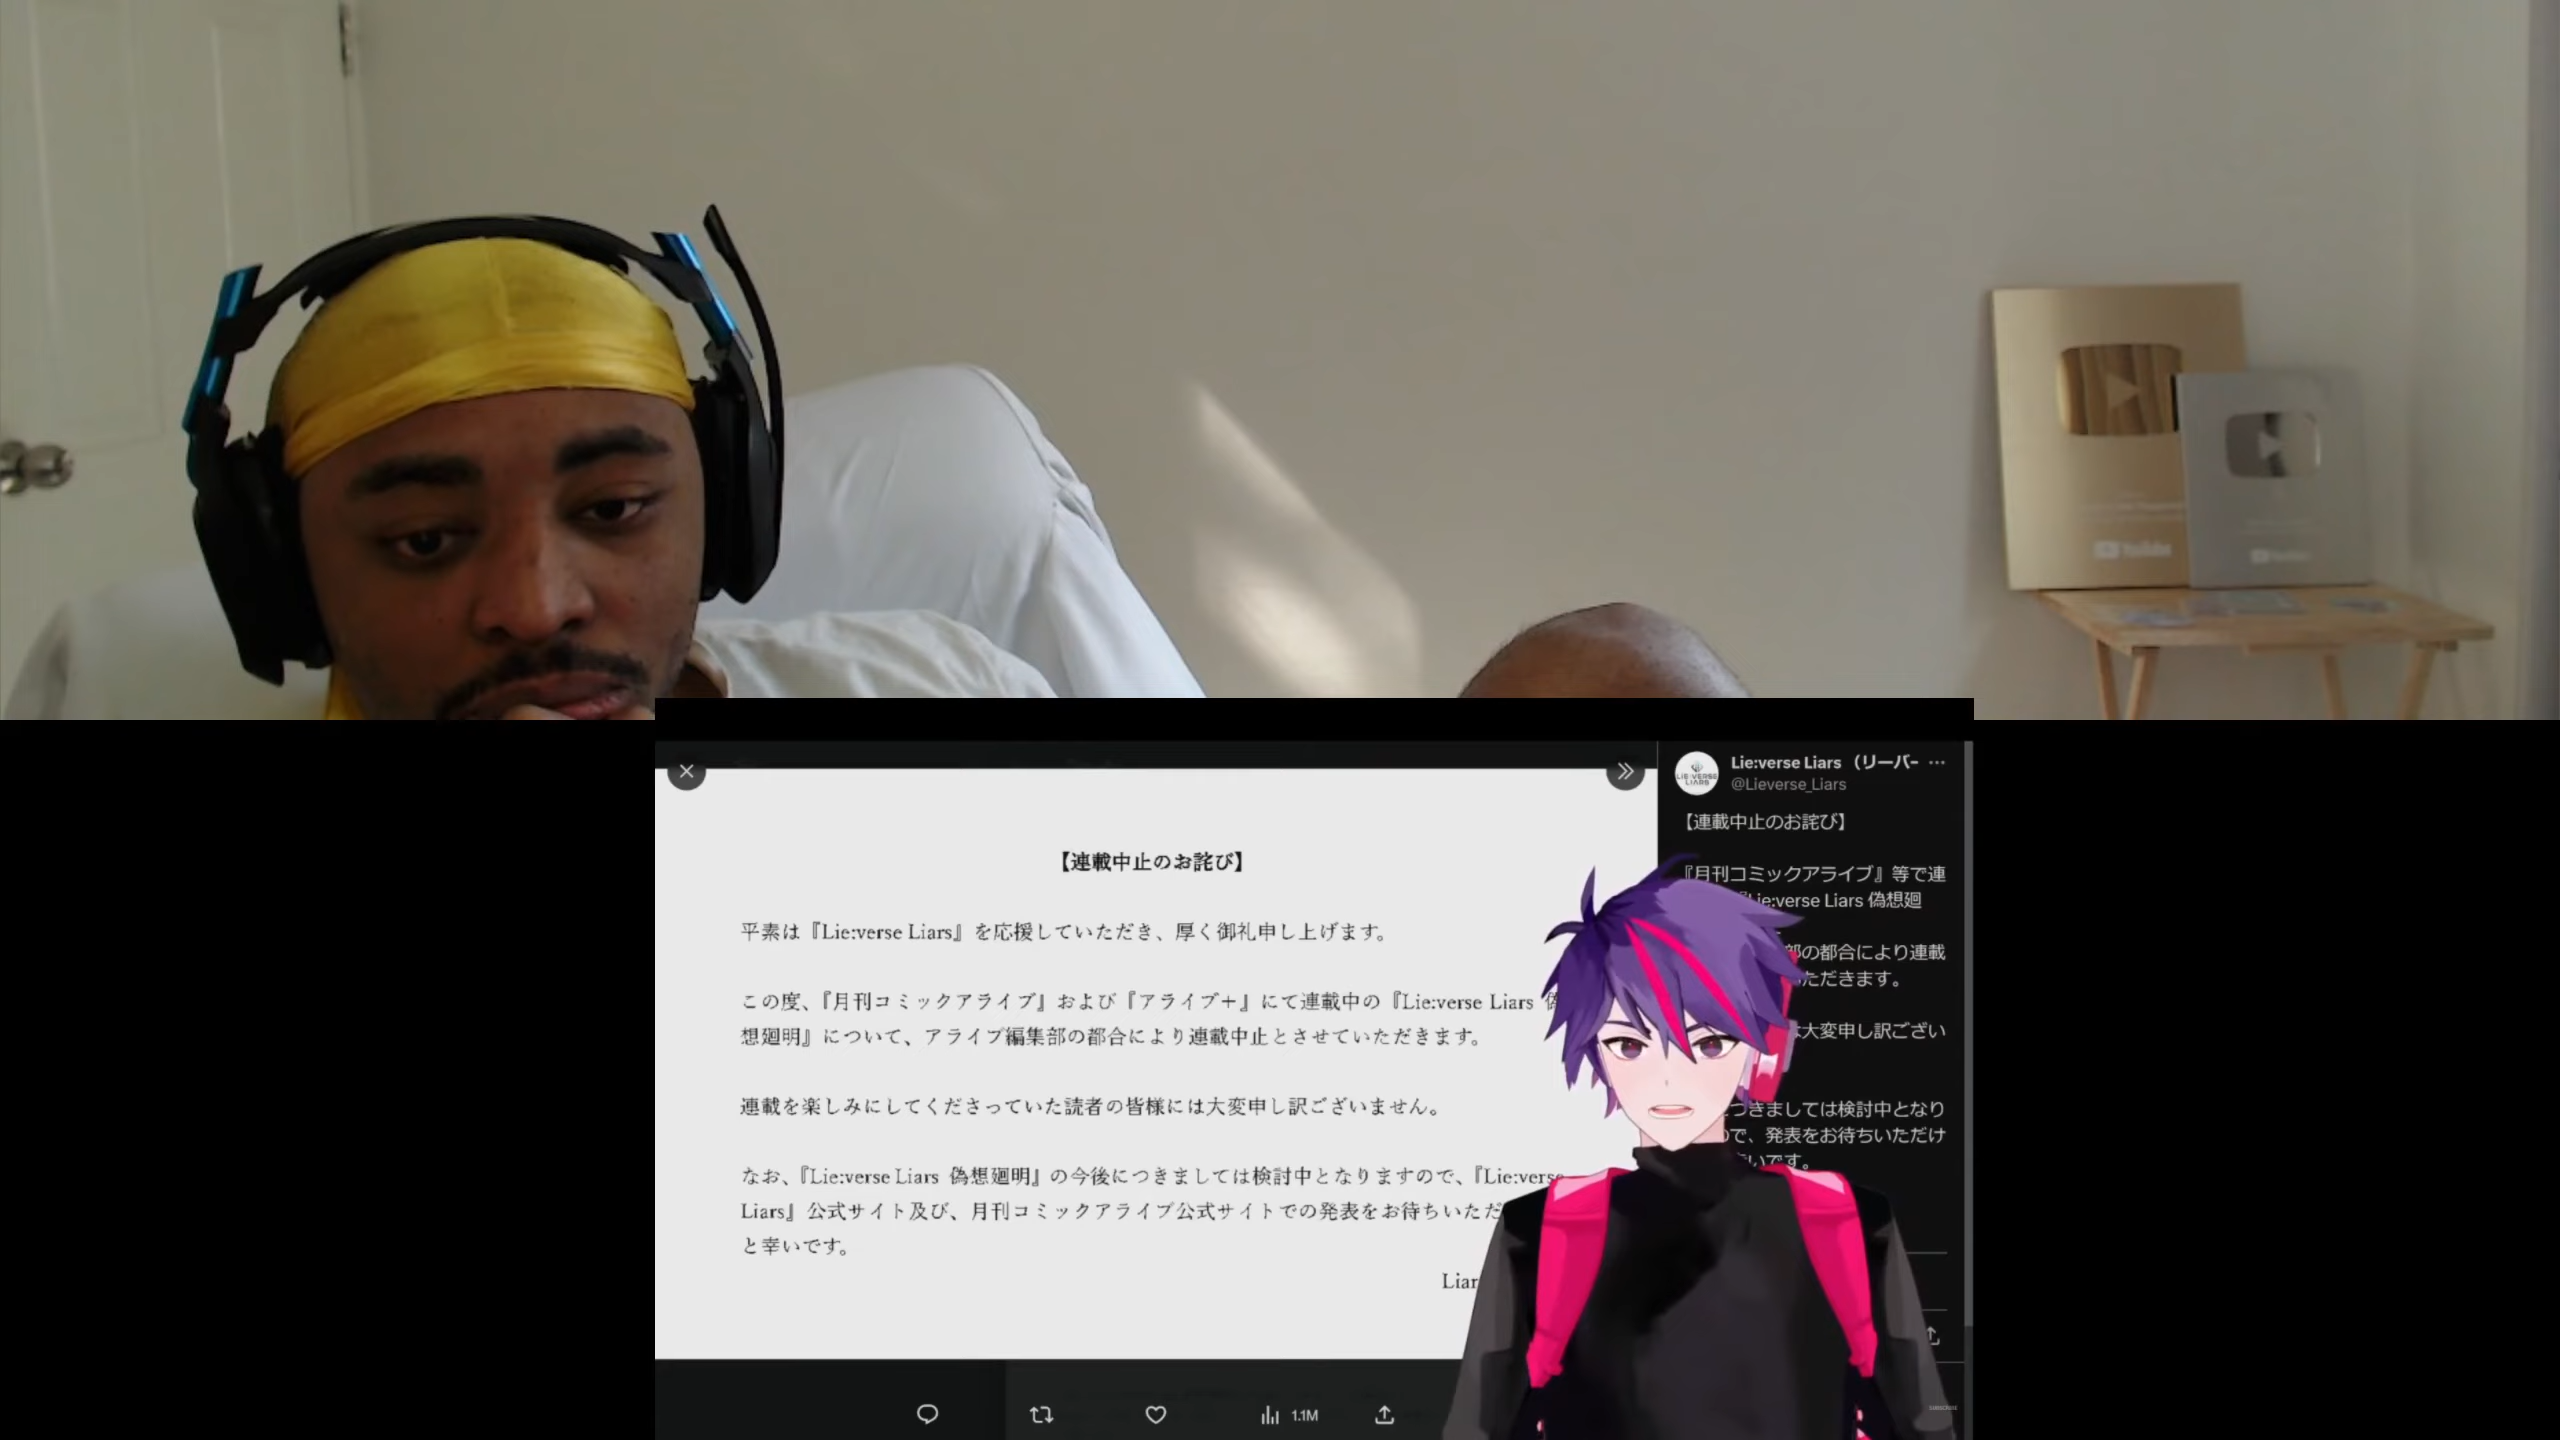 YouTube
YouTube
【連載中止のお詫び】
平素は『Lie:verse Liars』を応援していただき、厚く御礼申し上げます。
この度、『月刊コミックアライブ』および『アライブ＋』にて連載中の『Lie:verse Liars 偽
想廻明』について、アライブ編集部の都合により連載中止とさせていただきます。
連載を楽しみにしてくださっていた読者の皆様には大変申し訳ございません。
なお、『Lie:verse Liars 偽想廻明』の今後につきましては検討中となりますので、『Lie:verse
Liars』公式サイト及び、月刊コミックアライブ公式サイトでの発表をお待ちいただ
と幸いです。
Liar
1.1M
LIE:VERSE
LIARS
Lie:verse Liars （リーバー ···
@Lieverse_Liars
【連載中止のお詫び】
『月刊コミックアライブ』等で連
Lie:verse Liars 偽想廻
部の都合により連載
ただきます。
大変申し訳ござい
つきましては検討中となり
で、発表をお待ちいただけ
いです。
SUBSCRIBE